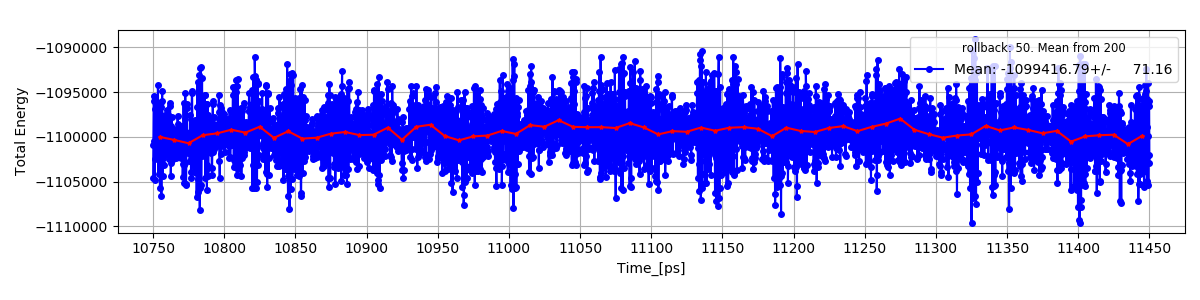 rollback: 50. Mean from 200
Mean: -1099416.79+/- 71.16
Total Energy
−1090000
−1095000
−1100000
−1105000
−1110000
10750 10800 10850 10900 10950 11000 11050 11100 11150 11200 11250 11300 11350 11400 11450
Time_[ps]